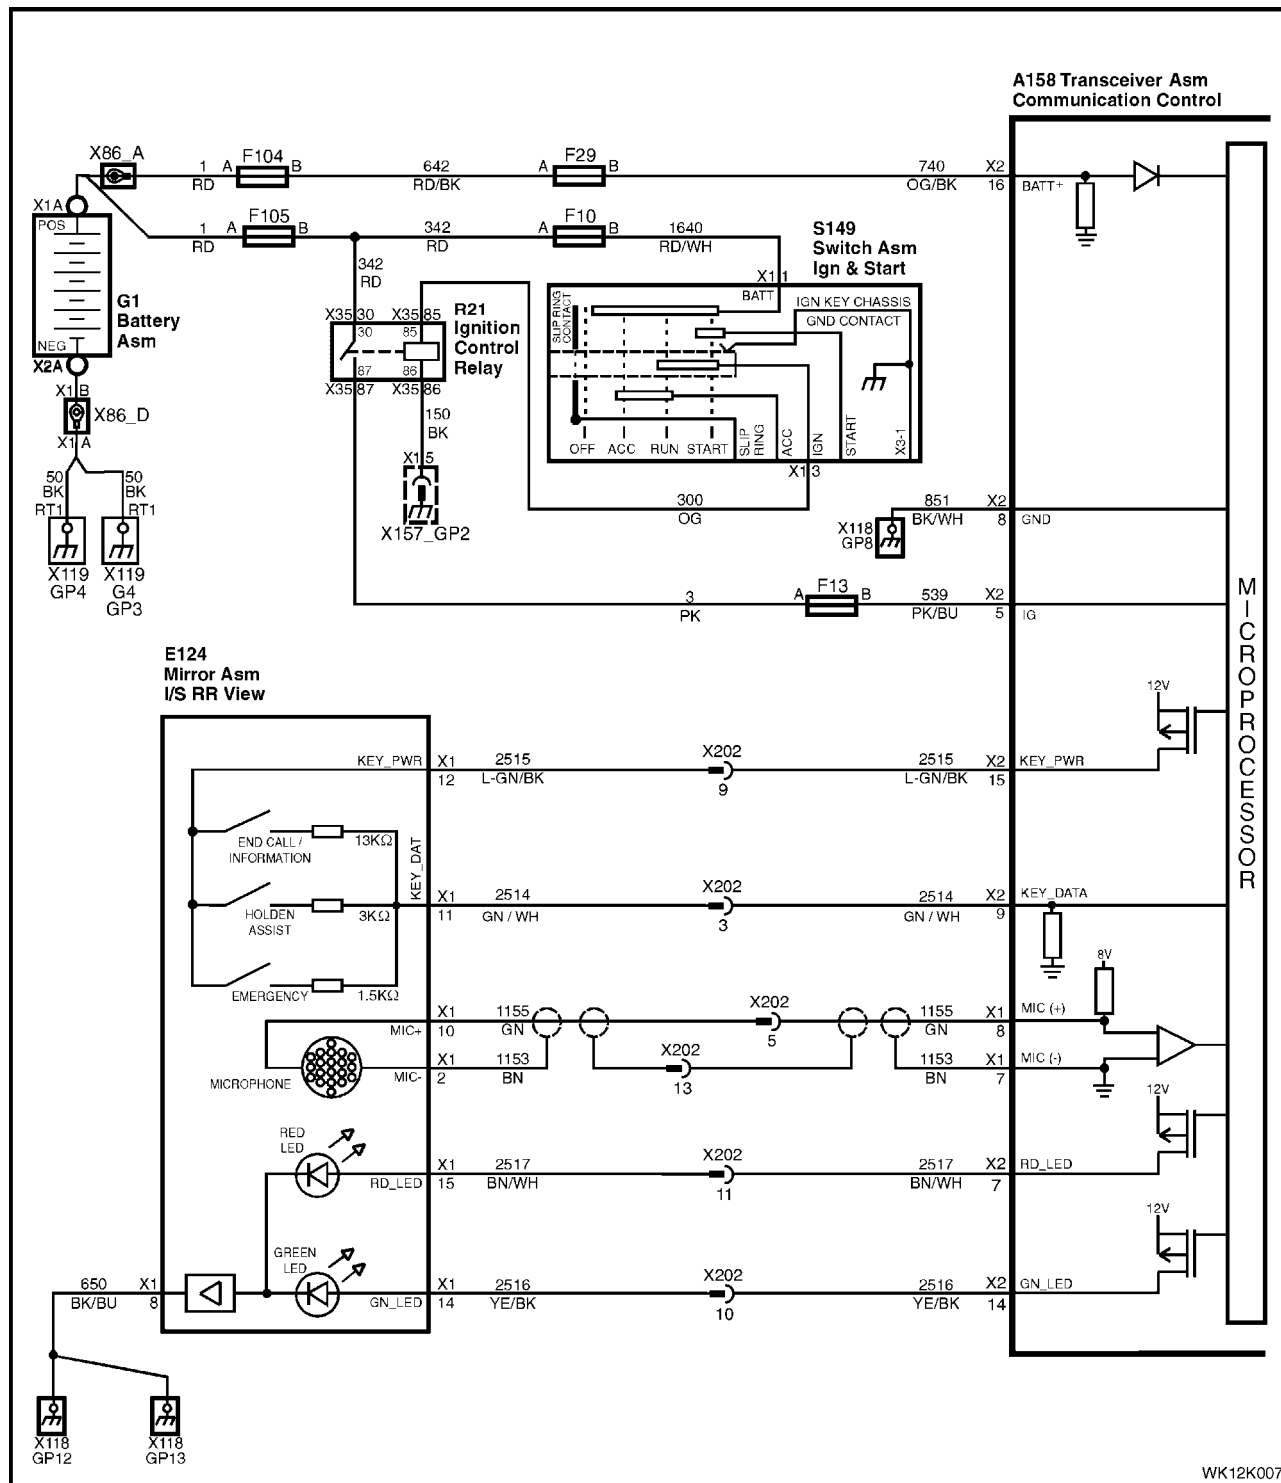 A158 Transceiver Asm
Communication Control
X86_A
1
RD
A
F104
B
642
RD/BK
A
F29
B
740
OG/BK
X2
16
BATT+
X1A
POS
NEG
X2A
G1
Battery
Asm
1
RD
A
F105
B
342
RD
A
F10
B
1640
RD/WH
S149
Switch Asm
Ign & Start
342
RD
X35 30
X35 85
30
85
87
86
X35 87
X35 86
R21
Ignition
Control
Relay
X1 1
BATT
SLIP RING
CONTACT
IGN KEY CHASSIS
GND CONTACT
OFF
ACC
RUN
START
SLIP
RING
ACC
IGN
START
X3-1
X1 3
X1 B
X86_D
X1 A
50
BK
RT1
50
BK
RT1
X119
GP4
X119
G4
GP3
150
BK
X1 5
X157_GP2
300
OG
X118
GP8
851
BK/WH
X2
8
GND
3
PK
A
F13
B
539
PK/BU
X2
5
IG
MICROPROCESSOR
E124
Mirror Asm
I/S RR View
12V
KEY_PWR
X1
12
2515
L-GN/BK
X202
9
2515
L-GN/BK
X2
15
KEY_PWR
END CALL /
INFORMATION
13KΩ
KEY_DAT
HOLDEN
ASSIST
3KΩ
X1
11
2514
GN / WH
X202
3
2514
GN / WH
X2
9
KEY_DATA
EMERGENCY
1.5KΩ
8V
MIC+
X1
10
1155
GN
X202
5
1155
GN
X1
8
MIC (+)
MICROPHONE
MIC-
X1
2
1153
BN
X202
13
1153
BN
X1
7
MIC (-)
12V
RED
LED
RD_LED
X1
15
2517
BN/WH
X202
11
2517
BN/WH
X2
7
RD_LED
12V
GREEN
LED
GN_LED
X1
14
2516
YE/BK
X202
10
2516
YE/BK
X2
14
GN_LED
650
BK/BU
X1
8
X118
GP12
X118
GP13
WK12K007